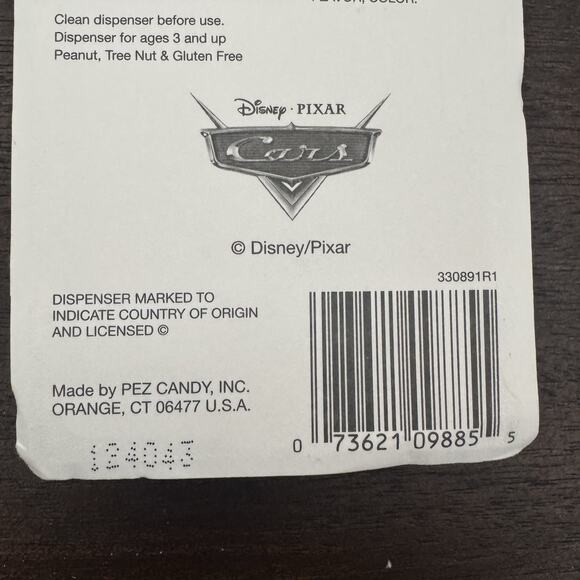 FLAVOR, COLOR.
Clean dispenser before use.
Dispenser for ages 3 and up
Peanut, Tree Nut & Gluten Free
Disney · PIXAR
Cars
© Disney/Pixar
330891R1
DISPENSER MARKED TO
INDICATE COUNTRY OF ORIGIN
AND LICENSED ©
Made by PEZ CANDY, INC.
ORANGE, CT 06477 U.S.A.
0 73621 09885 5
124043